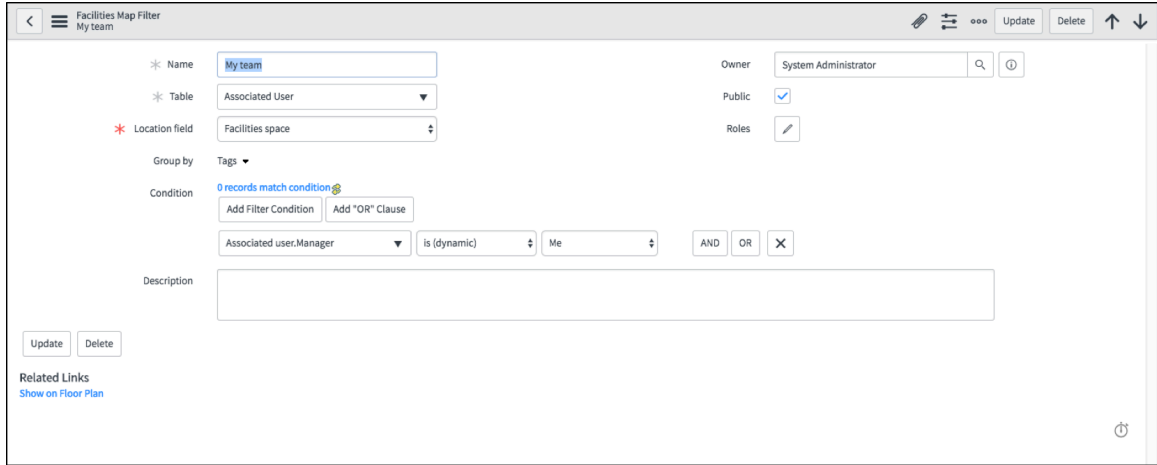 Facilities Map Filter
My team
Update
Delete
Name
My team
Owner
System Administrator
Table
Associated User
Public
Location field
Facilities space
Roles
Group by
Tags
Condition
0 records match condition
Add Filter Condition
Add "OR" Clause
Associated user.Manager
is (dynamic)
Me
AND
OR
Description
Update
Delete
Related Links
Show on Floor Plan